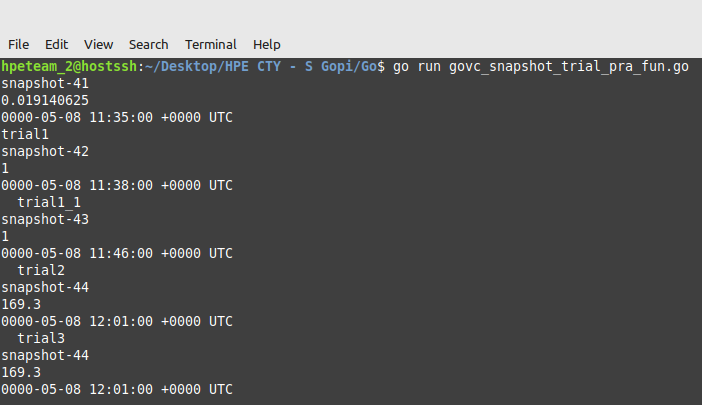 File Edit View Search Terminal Help
hpeteam_2@hostssh:~/Desktop/HPE CTY - S Gopi/Go$ go run govc_snapshot_trial_pra_fun.go
snapshot-41
0.019140625
0000-05-08 11:35:00 +0000 UTC
trial1
snapshot-42
1
0000-05-08 11:38:00 +0000 UTC
  trial1_1
snapshot-43
1
0000-05-08 11:46:00 +0000 UTC
  trial2
snapshot-44
169.3
0000-05-08 12:01:00 +0000 UTC
  trial3
snapshot-44
169.3
0000-05-08 12:01:00 +0000 UTC